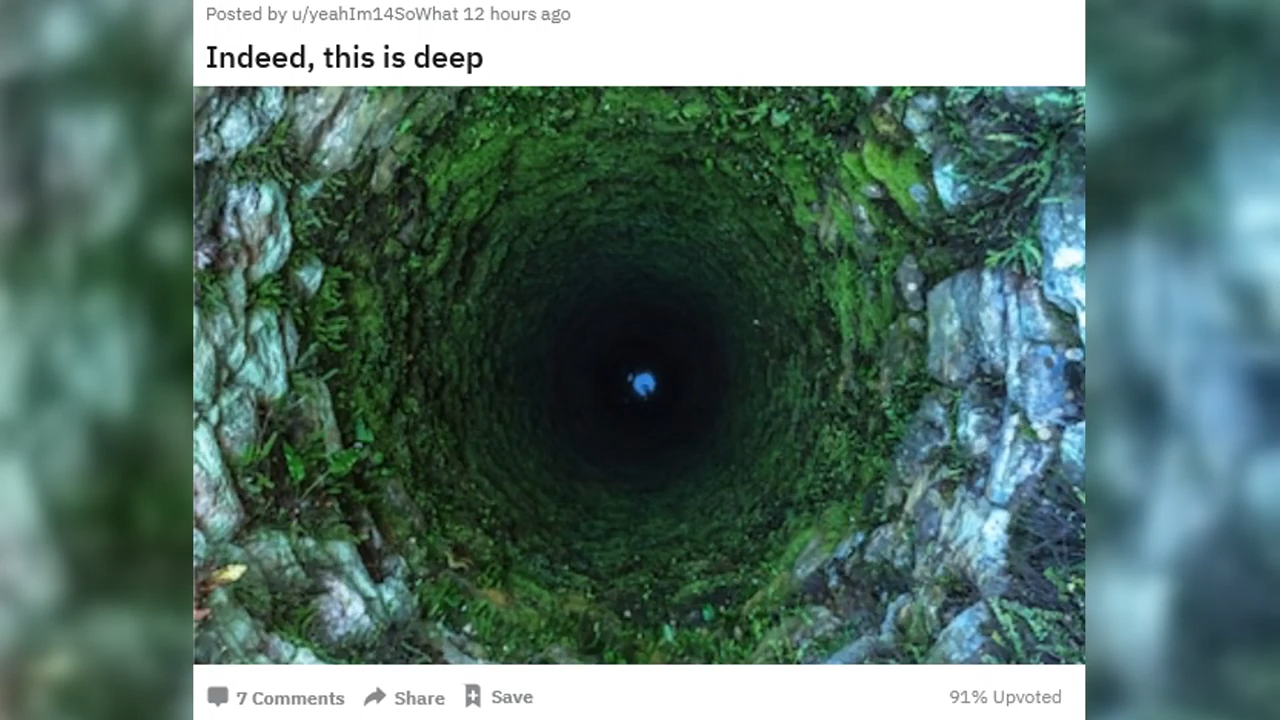 Posted by u/yeahIm14SoWhat 12 hours ago
Indeed, this is deep
7 Comments Share Save 91% Upvoted